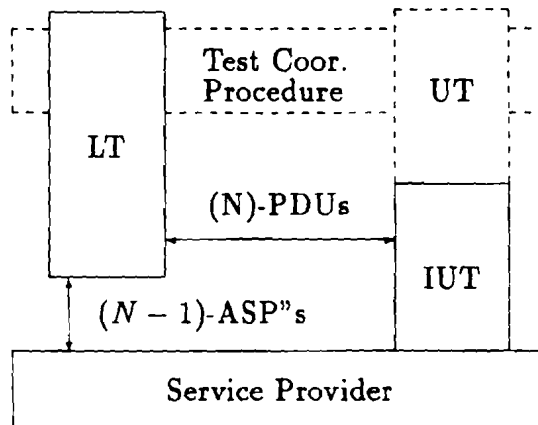 Test Coor.
Procedure
UT
LT
(N)-PDUs
IUT
(N − 1)-ASP”s
Service Provider